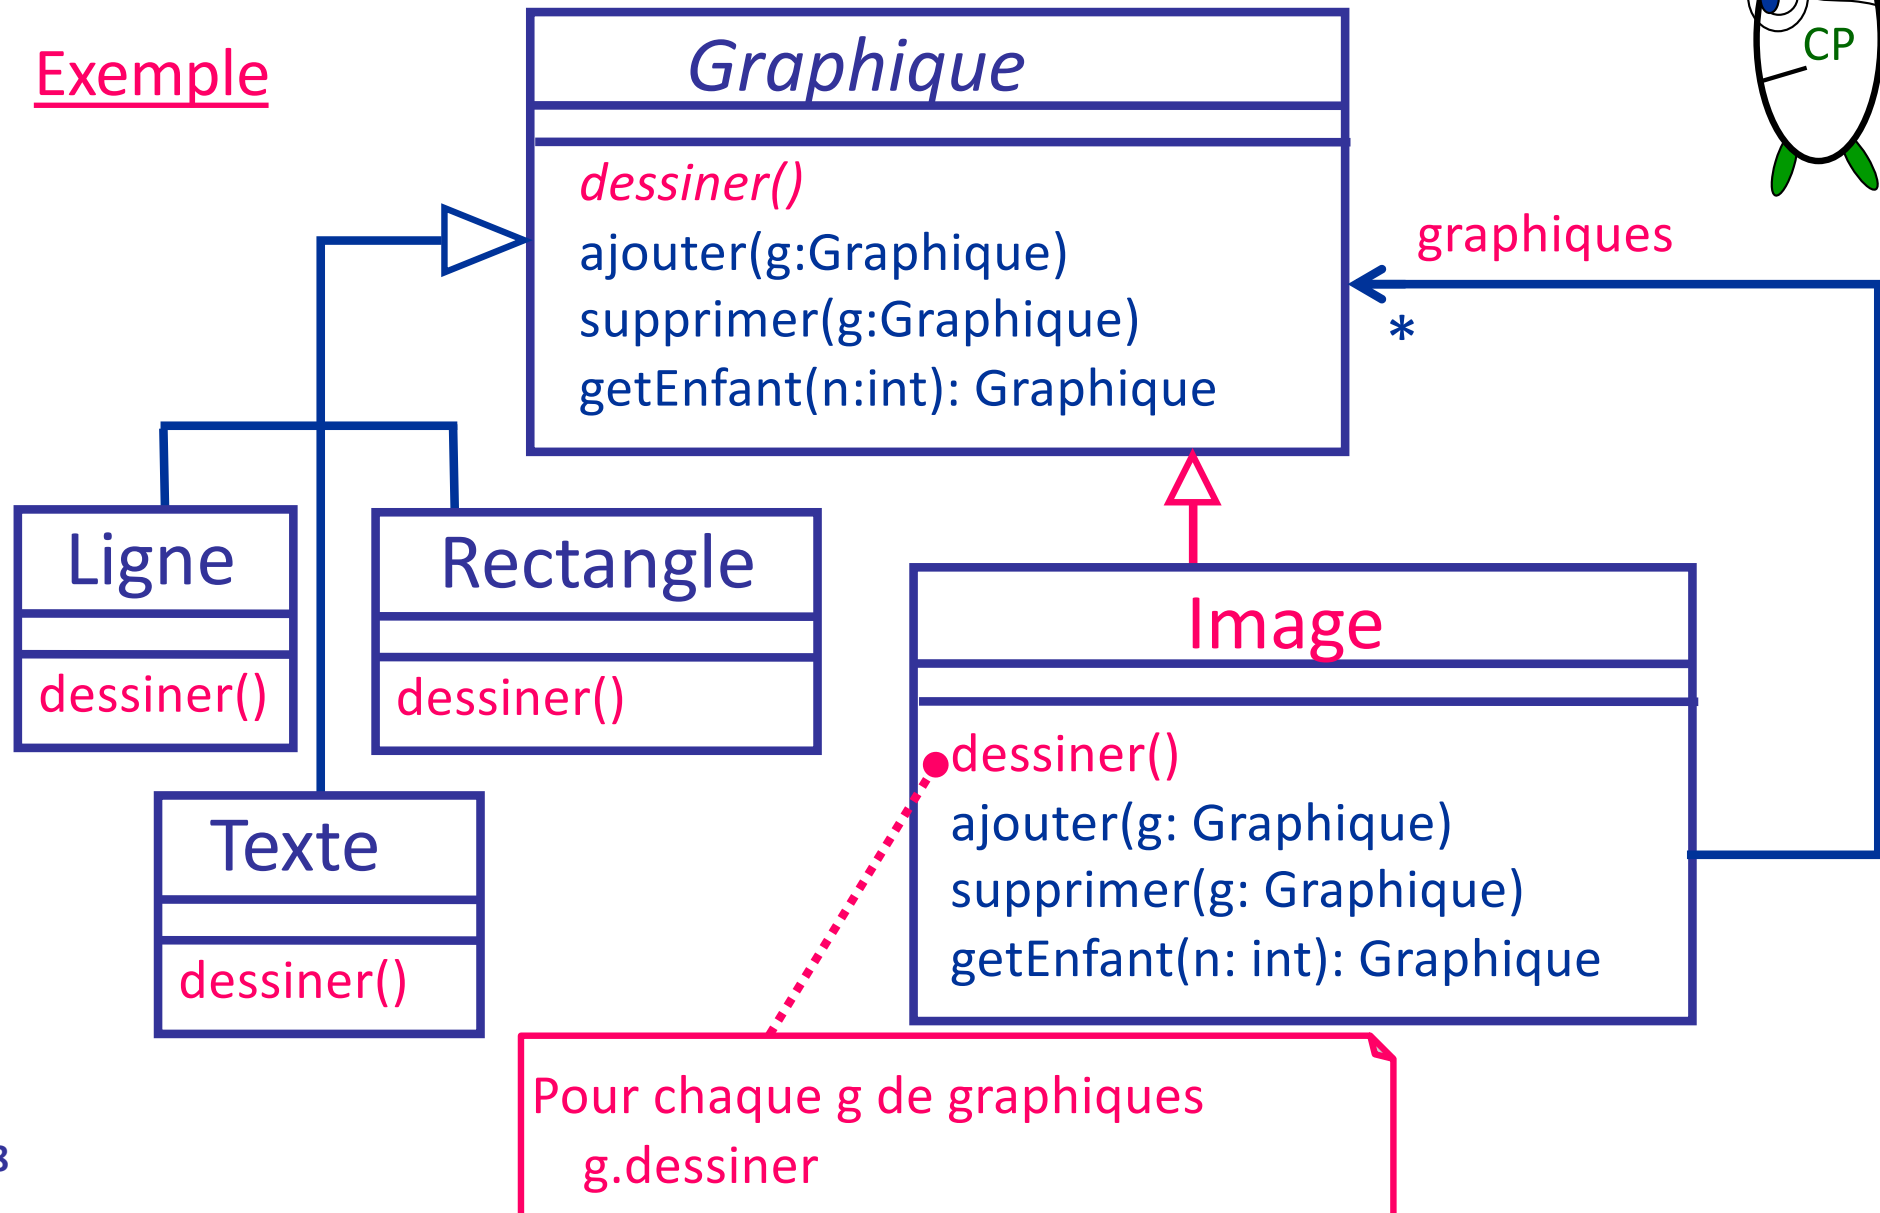 Exemple
CP
Graphique
dessiner()
ajouter(g:Graphique)
supprimer(g:Graphique)
getEnfant(n:int): Graphique
graphiques
*
Ligne
dessiner()
Rectangle
dessiner()
Texte
dessiner()
Image
dessiner()
ajouter(g: Graphique)
supprimer(g: Graphique)
getEnfant(n: int): Graphique
Pour chaque g de graphiques
g.dessiner